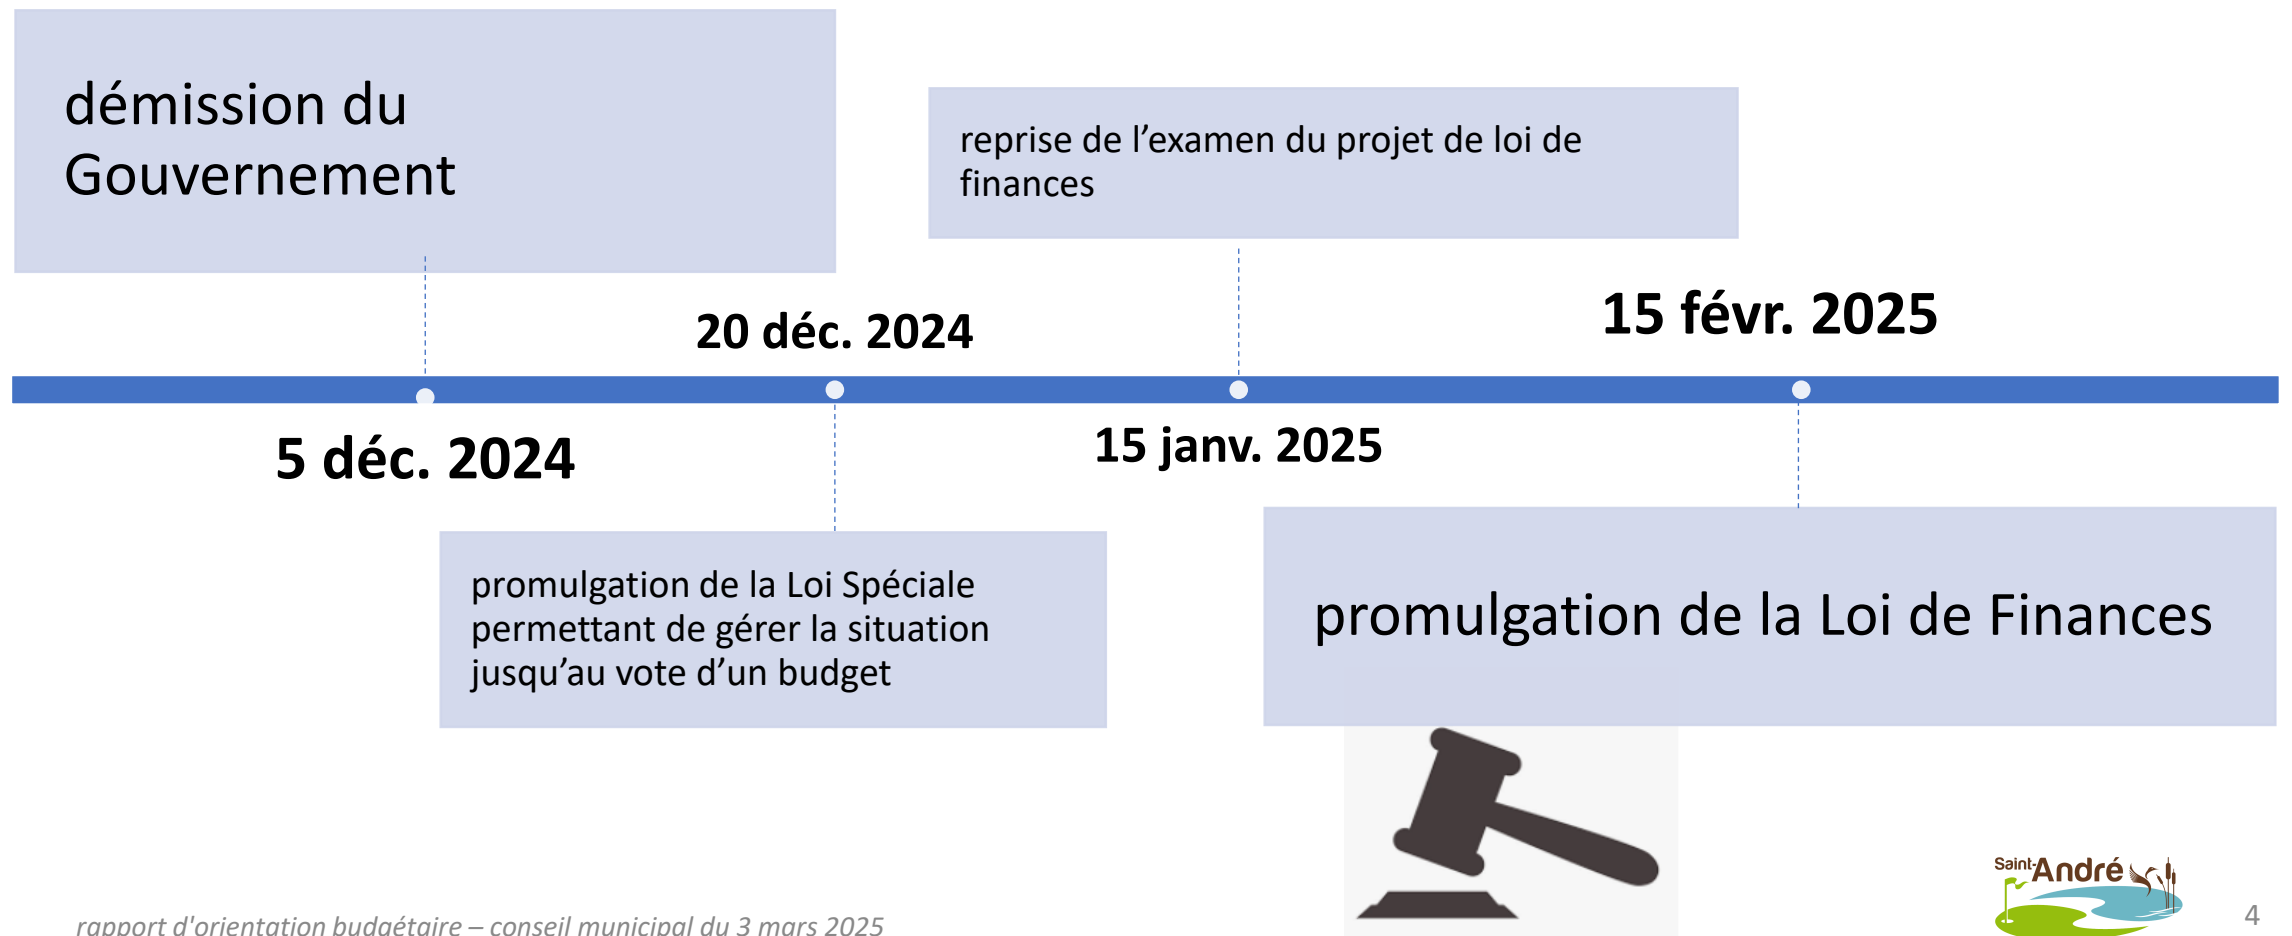 démission du
Gouvernement
5 déc. 2024
20 déc. 2024
promulgation de la Loi Spéciale
permettant de gérer la situation
jusqu’au vote d’un budget
reprise de l’examen du projet de loi de
finances
15 janv. 2025
15 févr. 2025
promulgation de la Loi de Finances
rapport d'orientation budgétaire – conseil municipal du 3 mars 2025
Saint-André
4